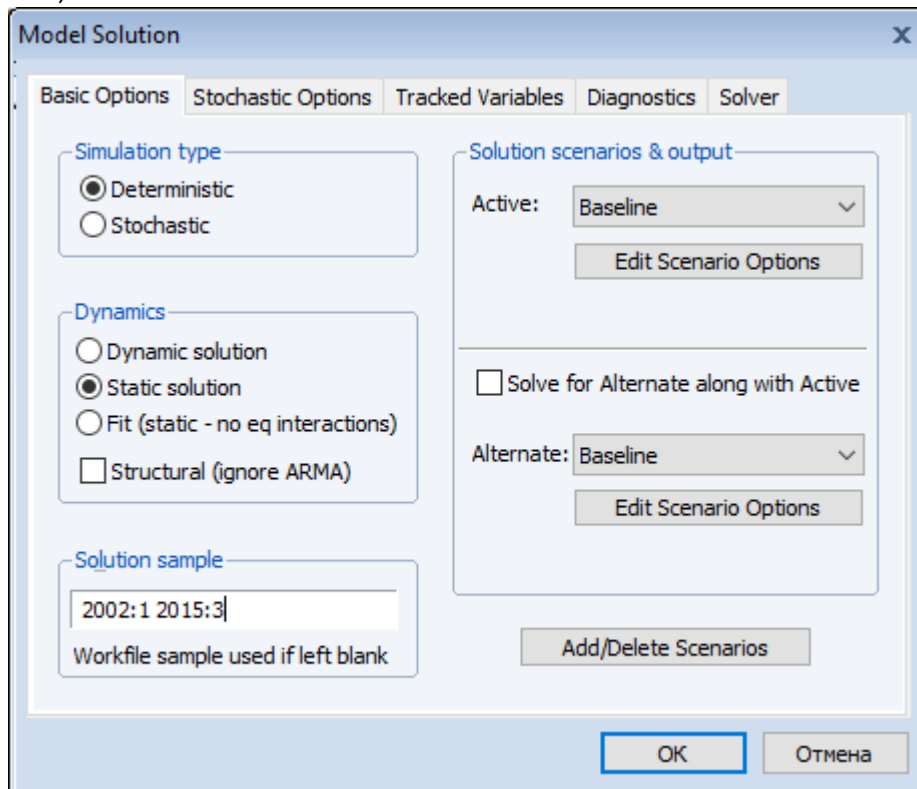 Model Solution
Basic Options Stochastic Options Tracked Variables Diagnostics Solver
Simulation type
Deterministic
Stochastic
Dynamics
Dynamic solution
Static solution
Fit (static - no eq interactions)
Structural (ignore ARMA)
Solution sample
2002:1 2015:3
Workfile sample used if left blank
Solution scenarios & output
Active: Baseline
Edit Scenario Options
Solve for Alternate along with Active
Alternate: Baseline
Edit Scenario Options
Add/Delete Scenarios
OK Отмена